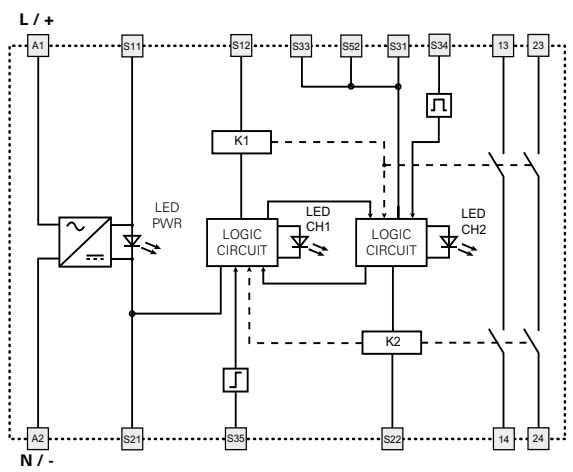 L / +
A1
S11
S12
S33
S52
S31
S34
13
23
K1
LED
PWR
LOGIC
CIRCUIT
LED
CH1
LOGIC
CIRCUIT
LED
CH2
K2
A2
S21
S35
S22
14
24
N / -